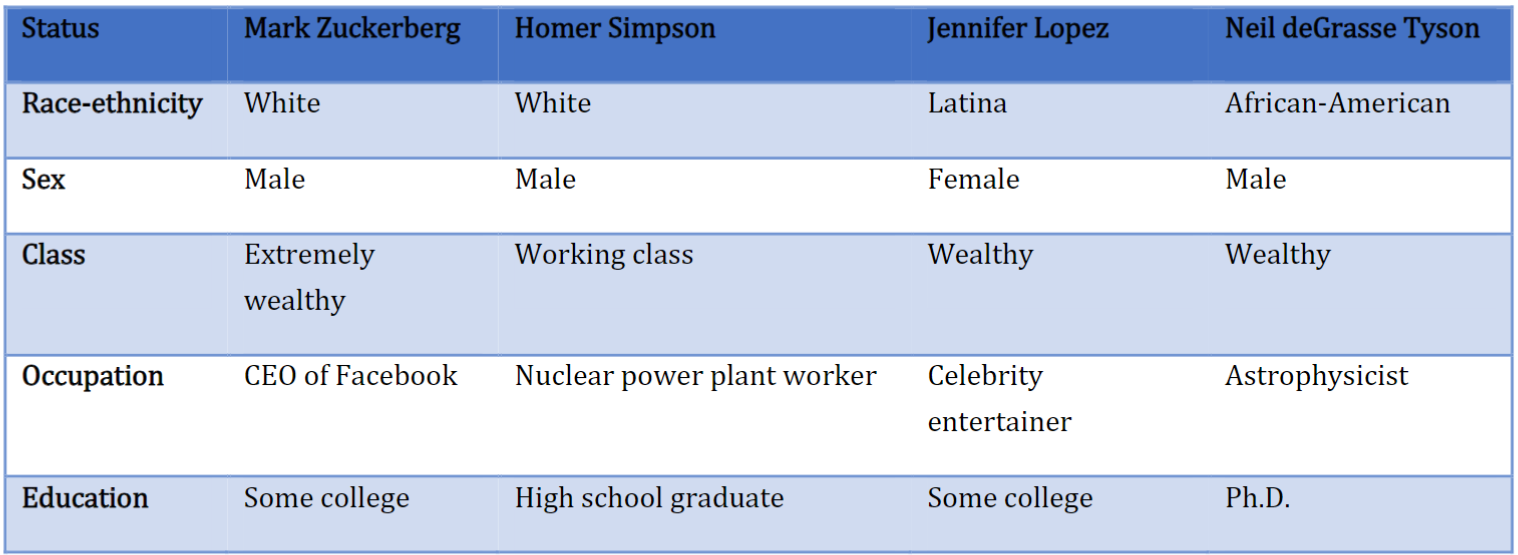 Status Mark Zuckerberg Homer Simpson Jennifer Lopez Neil deGrasse Tyson
Race-ethnicity White White Latina African-American
Sex Male Male Female Male
Class Extremely Working class Wealthy Wealthy
wealthy
Occupation CEO of Facebook Nuclear power plant worker Celebrity Astrophysicist
entertainer
Education Some college High school graduate Some college Ph.D.